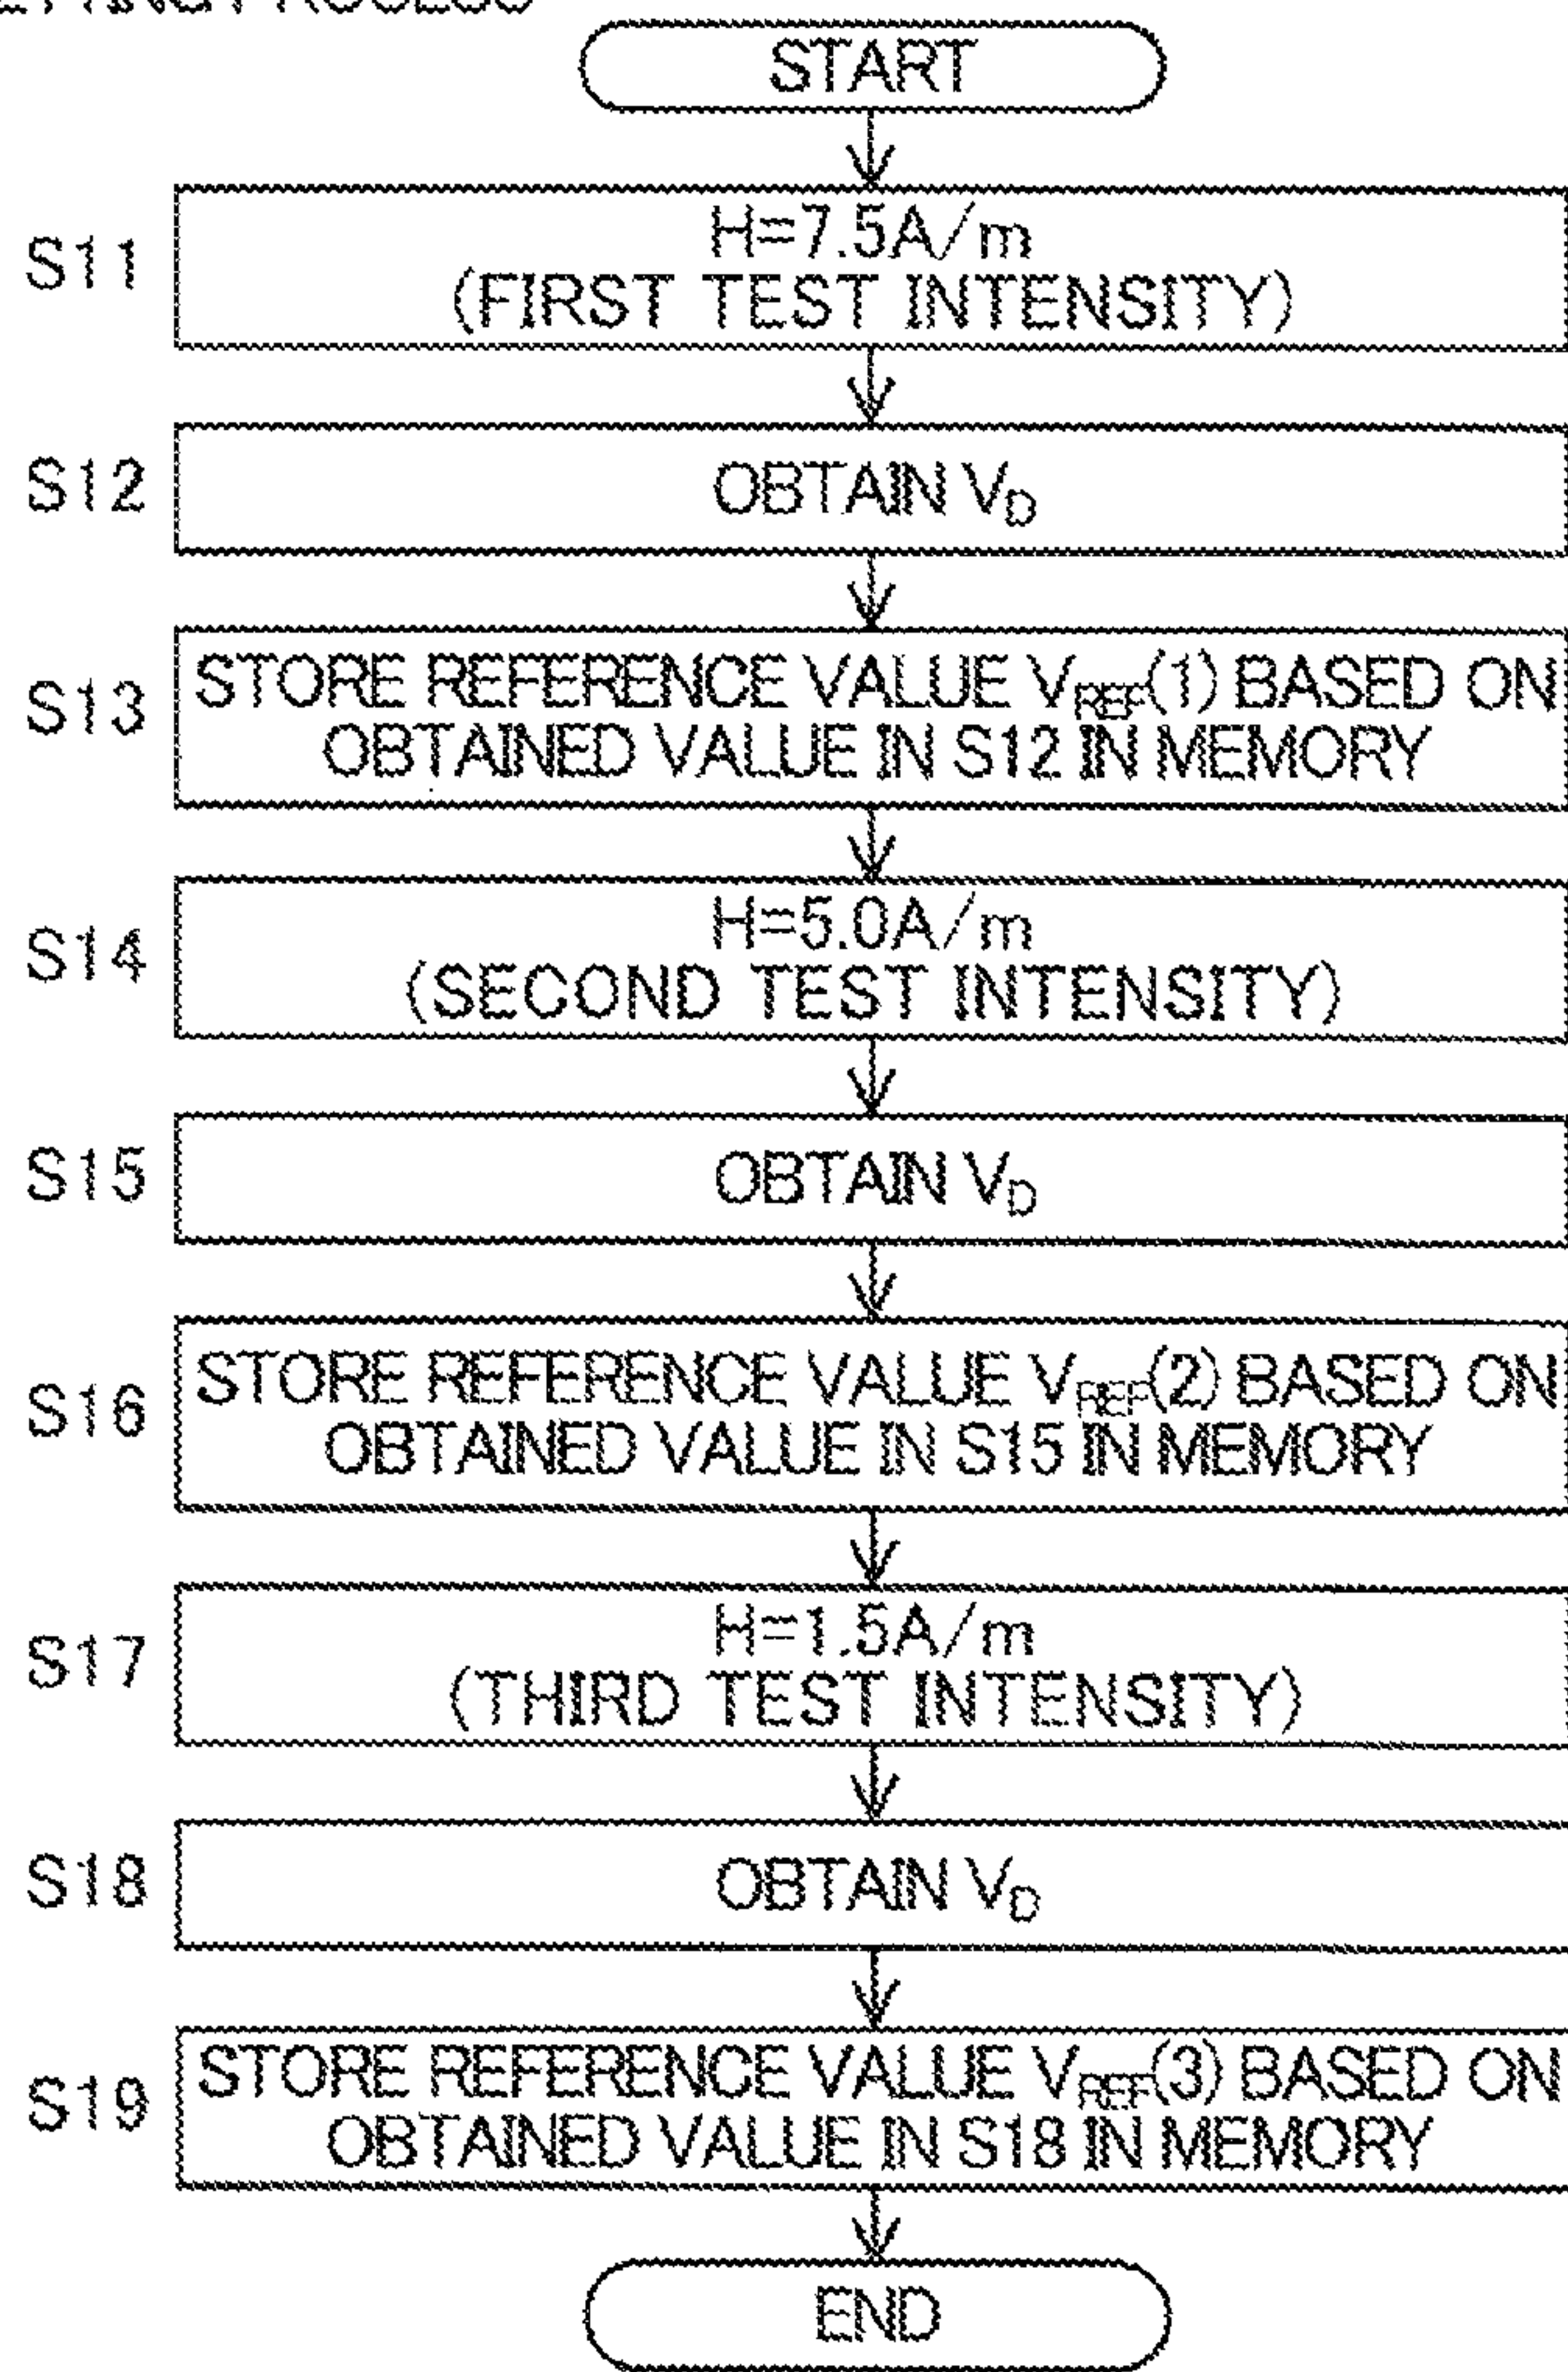 PROCESS
START
S11
H=7.5A/m
(FIRST TEST INTENSITY)
S12
OBTAIN VD
S13
STORE REFERENCE VALUE VREF(1) BASED ON
OBTAINED VALUE IN S12 IN MEMORY
S14
H=5.0A/m
(SECOND TEST INTENSITY)
S15
OBTAIN VD
S16
STORE REFERENCE VALUE VREF(2) BASED ON
OBTAINED VALUE IN S15 IN MEMORY
S17
H=1.5A/m
(THIRD TEST INTENSITY)
S18
OBTAIN VD
S19
STORE REFERENCE VALUE VREF(3) BASED ON
OBTAINED VALUE IN S18 IN MEMORY
END